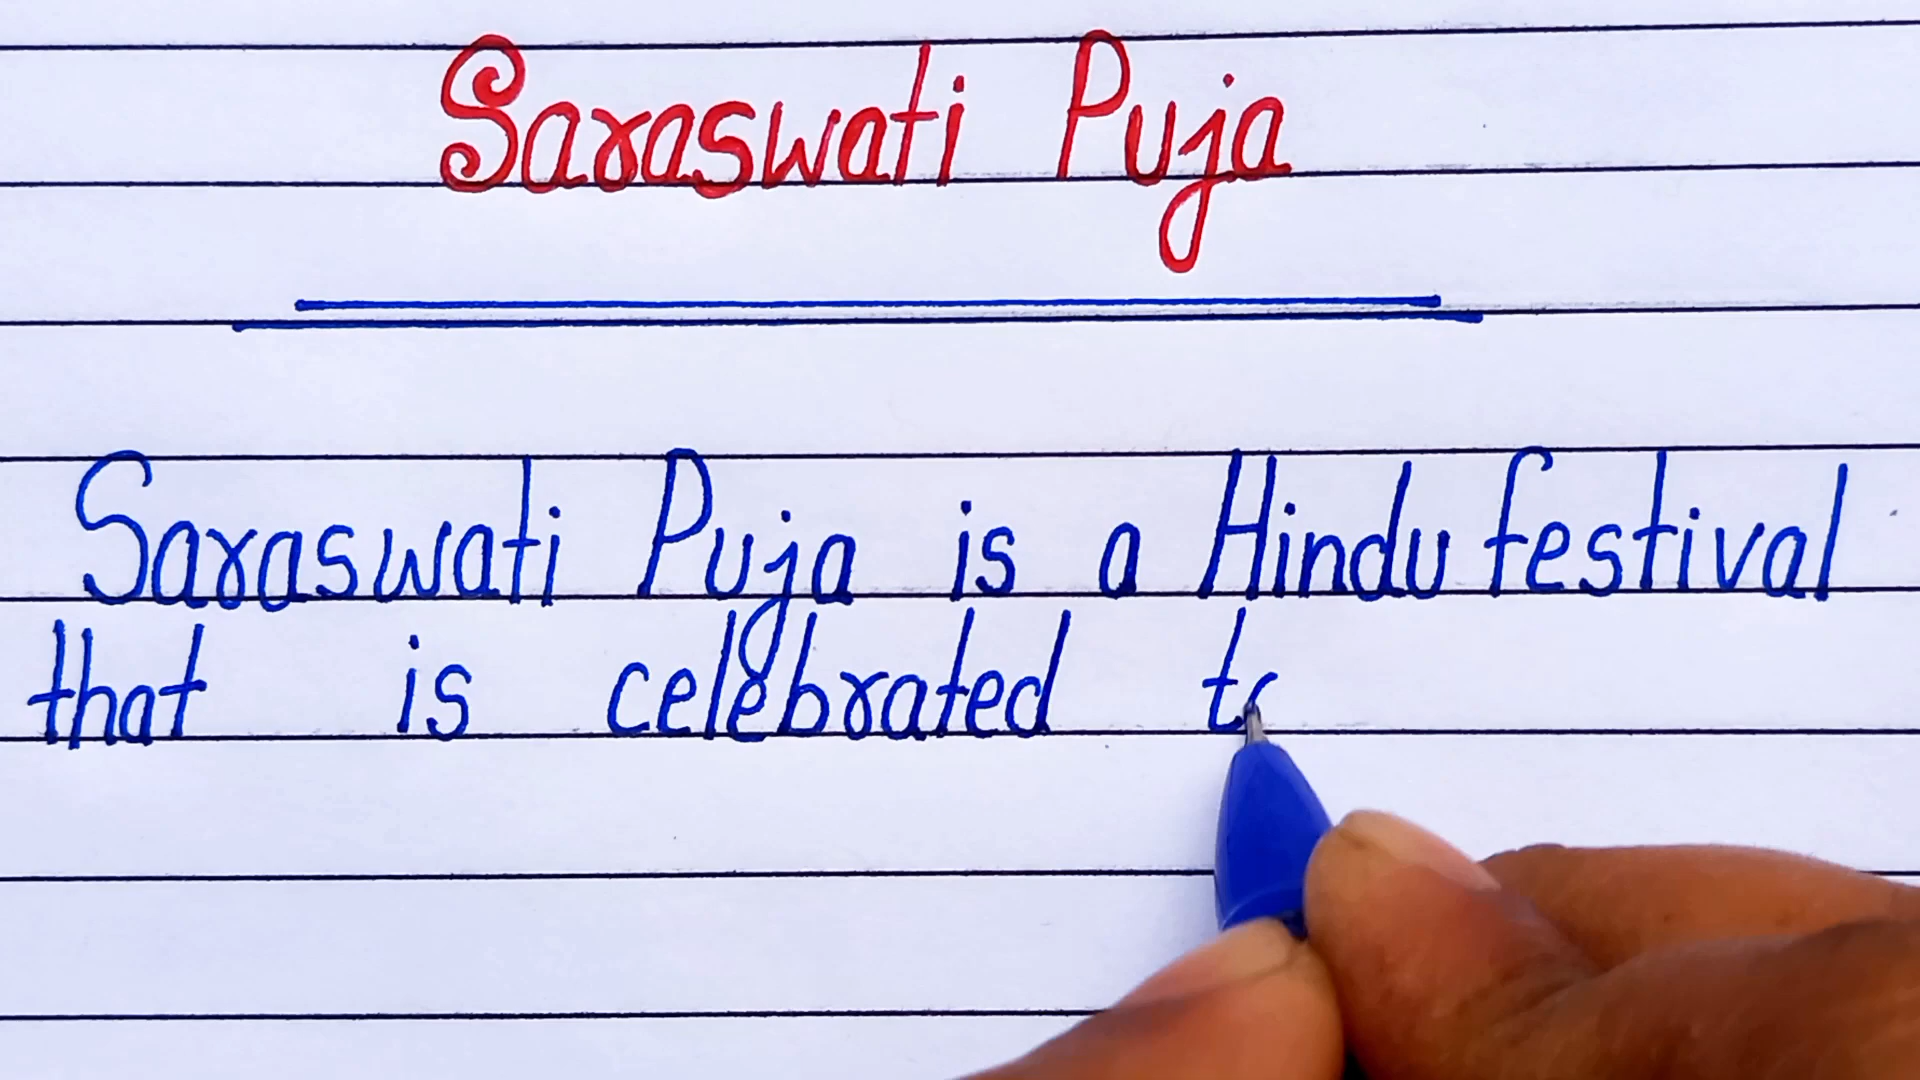 Saraswati Puja
Saraswati Puja is a Hindu festival
that is celebrated